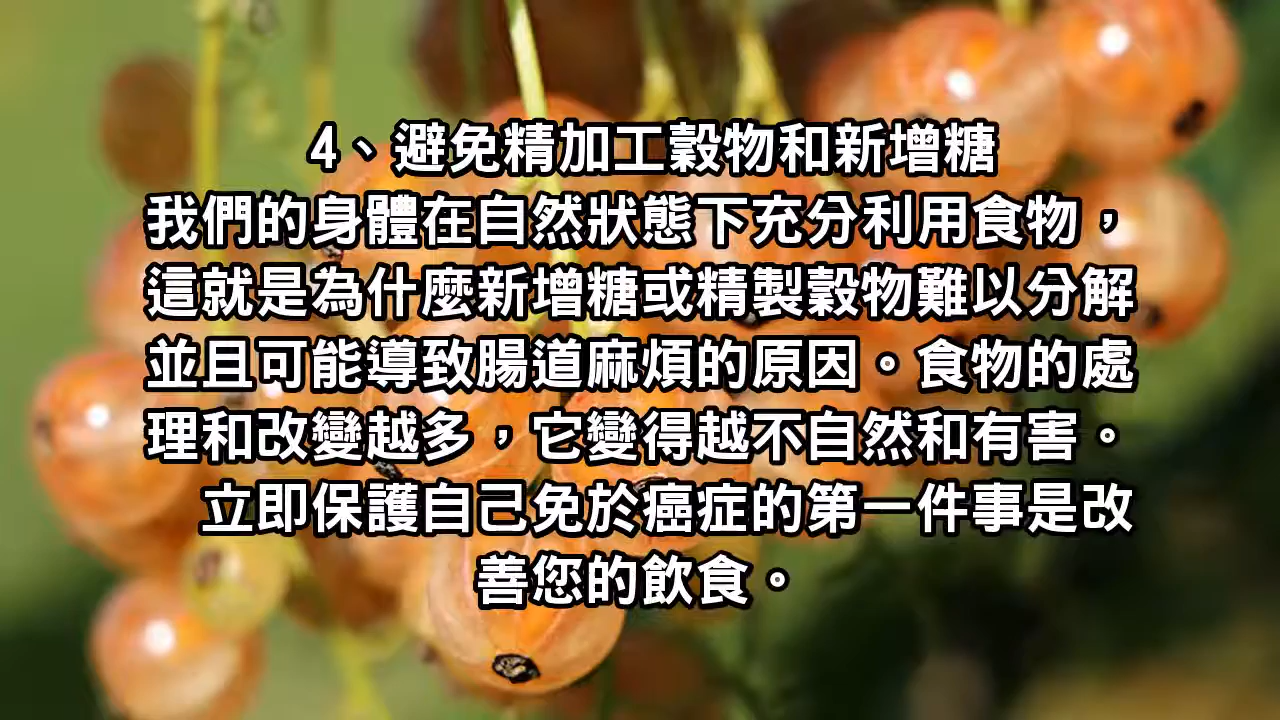 4、避免精加工穀物和新增糖
我們的身體在自然狀態下充分利用食物，
這就是為什麼新增糖或精製穀物難以分解
並且可能導致腸道麻煩的原因。食物的處
理和改變越多，它變得越不自然和有害。
立即保護自己免於癌症的第一件事是改
善您的飲食。